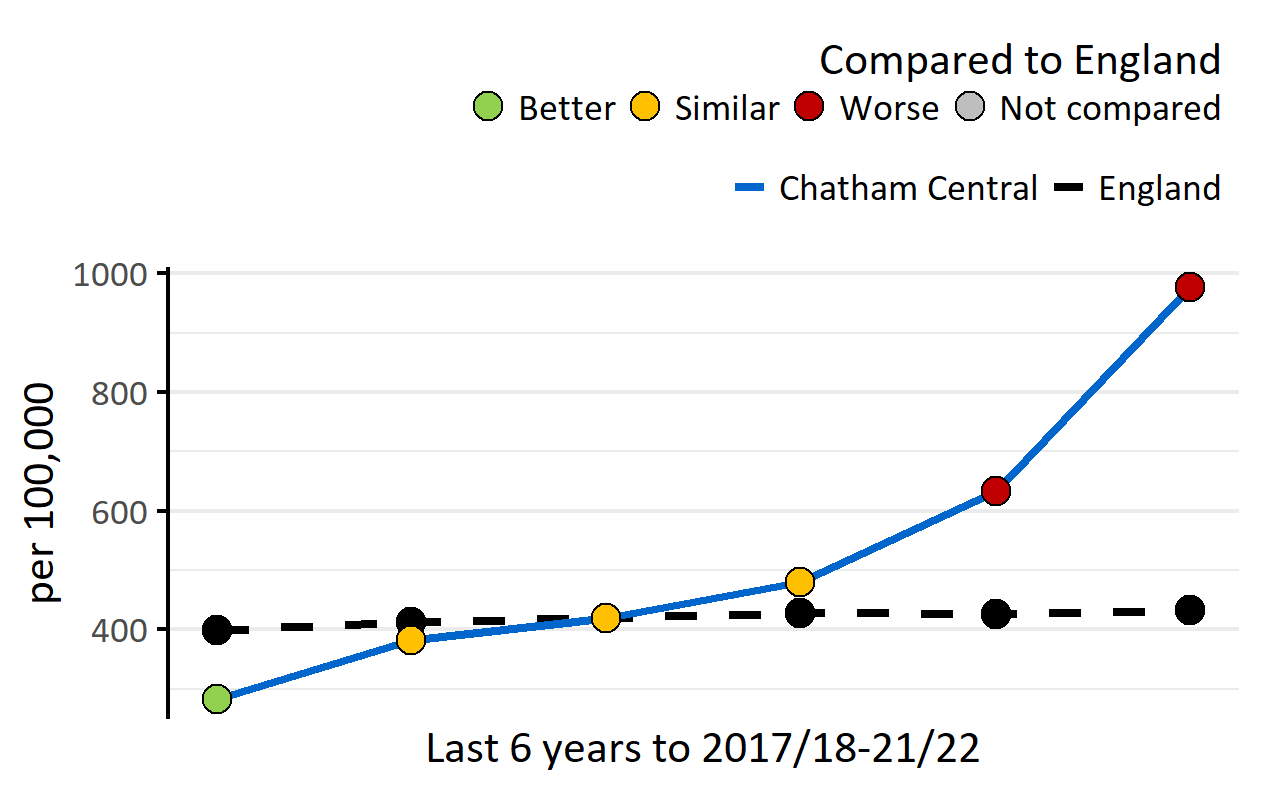 Compared to England
Better Similar Worse Not compared
Chatham Central England
1000
800
600
400
per 100,000
Last 6 years to 2017/18-21/22